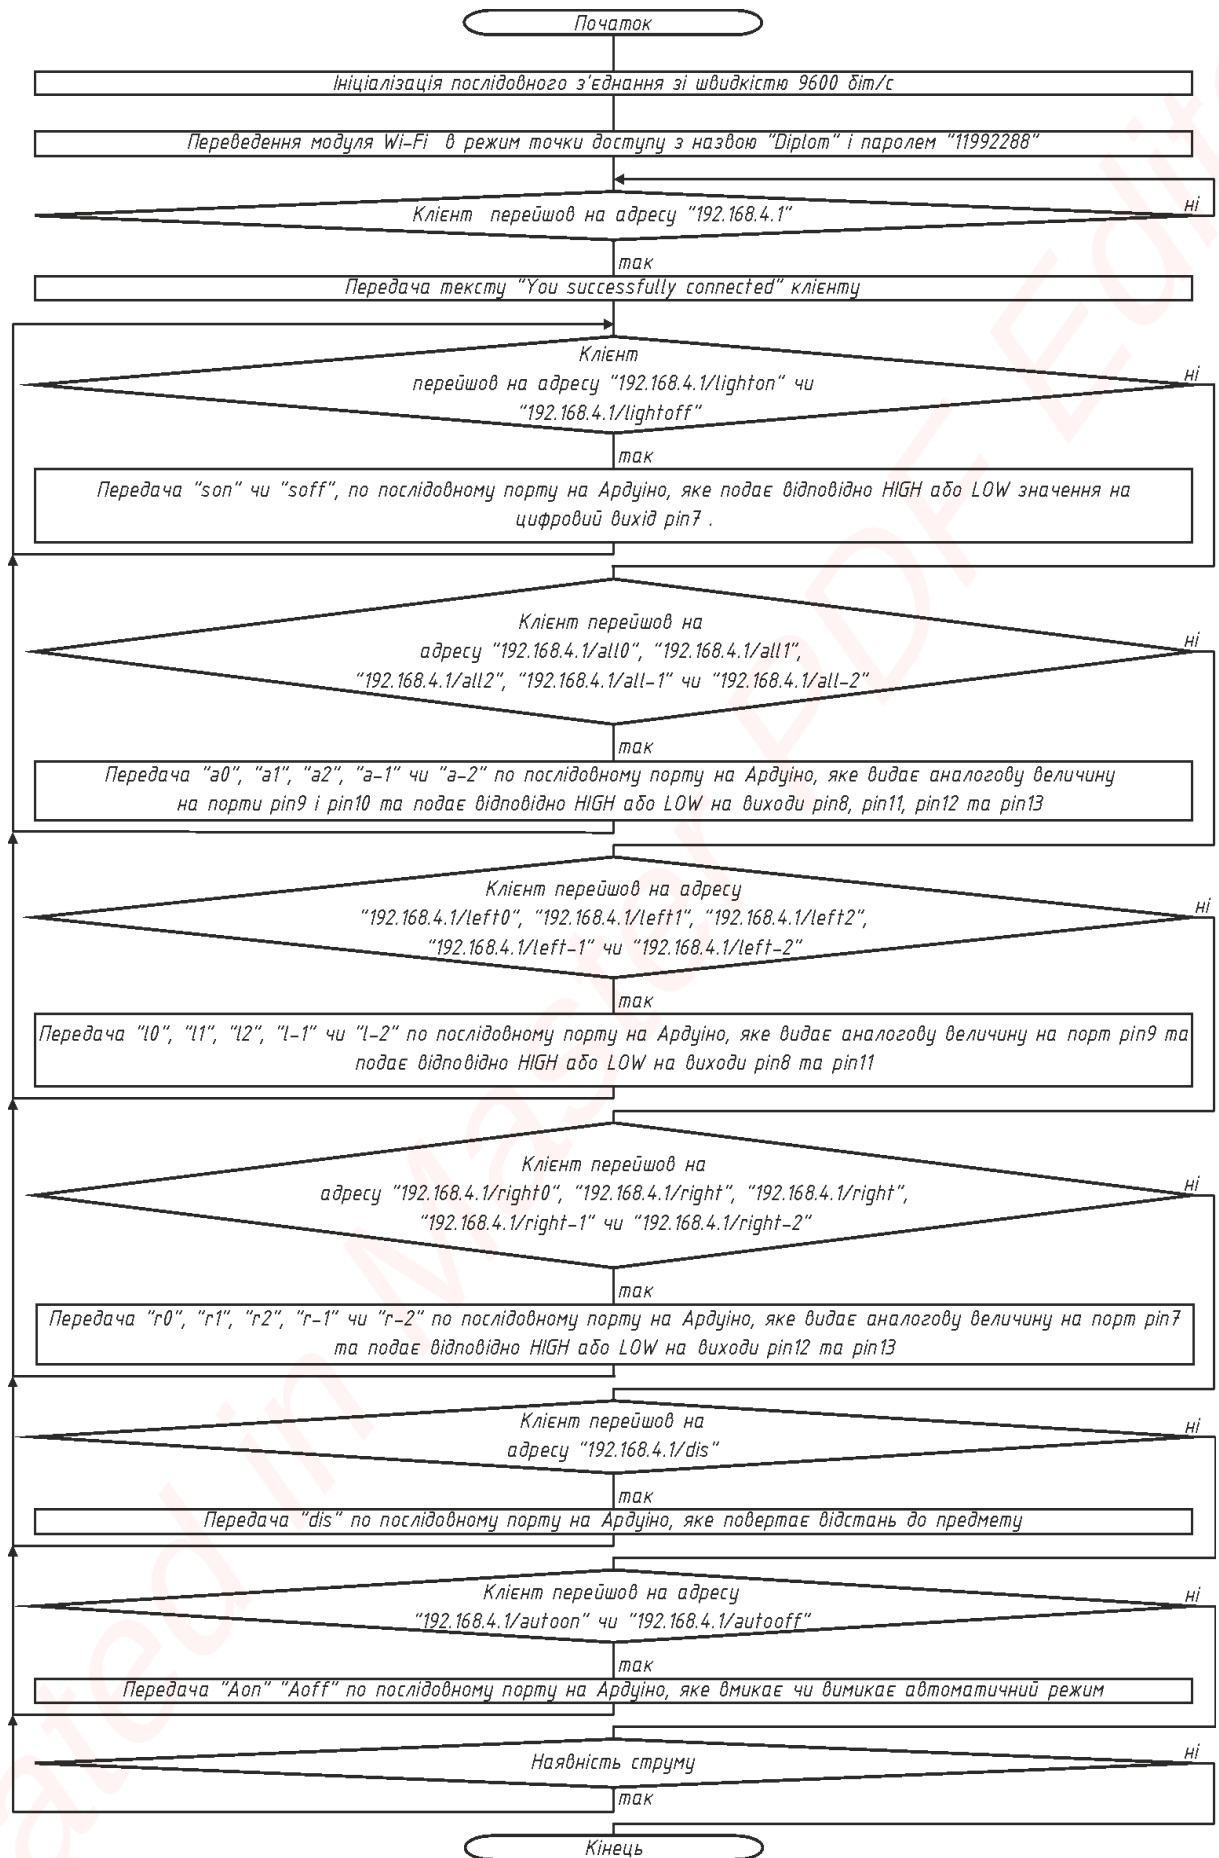 Початок
Ініціалізація послідовного з'єднання зі швидкістю 9600 біт/с
Переведення модуля Wi-Fi в режим точки доступу з назвою "Diplom" і паролем "11992288"
Клієнт перейшов на адресу "192.168.4.1"
ні
так
Передача тексту "You successfully connected" клієнту
Клієнт
перейшов на адресу "192.168.4.1/lighton" чи
"192.168.4.1/lightoff"
ні
так
Передача "son" чи "soff", по послідовному порту на Ардуіно, яке подає відповідно HIGH або LOW значення на
цифровий вихід pin7 .
Клієнт перейшов на
адресу "192.168.4.1/all0", "192.168.4.1/all1",
"192.168.4.1/all2", "192.168.4.1/all-1" чи "192.168.4.1/all-2"
ні
так
Передача "a0", "a1", "a2", "a-1" чи "a-2" по послідовному порту на Ардуіно, яке видає аналогову величину
на порти pin9 і pin10 та подає відповідно HIGH або LOW на виходи pin8, pin11, pin12 та pin13
Клієнт перейшов на адресу
"192.168.4.1/left0", "192.168.4.1/left1", "192.168.4.1/left2",
"192.168.4.1/left-1" чи "192.168.4.1/left-2"
ні
так
Передача "l0", "l1", "l2", "l-1" чи "l-2" по послідовному порту на Ардуіно, яке видає аналогову величину на порт pin9 та
подає відповідно HIGH або LOW на виходи pin8 та pin11
Клієнт перейшов на
адресу "192.168.4.1/right0", "192.168.4.1/right", "192.168.4.1/right",
"192.168.4.1/right-1" чи "192.168.4.1/right-2"
ні
так
Передача "r0", "r1", "r2", "r-1" чи "r-2" по послідовному порту на Ардуіно, яке видає аналогову величину на порт pin7
та подає відповідно HIGH або LOW на виходи pin12 та pin13
Клієнт перейшов на
адресу "192.168.4.1/dis"
ні
так
Передача "dis" по послідовному порту на Ардуіно, яке повертає відстань до предмету
Клієнт перейшов на адресу
"192.168.4.1/autoon" чи "192.168.4.1/autooff"
ні
так
Передача "Aon" "Aoff" по послідовному порту на Ардуіно, яке вмикає чи вимикає автоматичний режим
Наявність струму
ні
так
Кінець
ated in Master PDF Edit